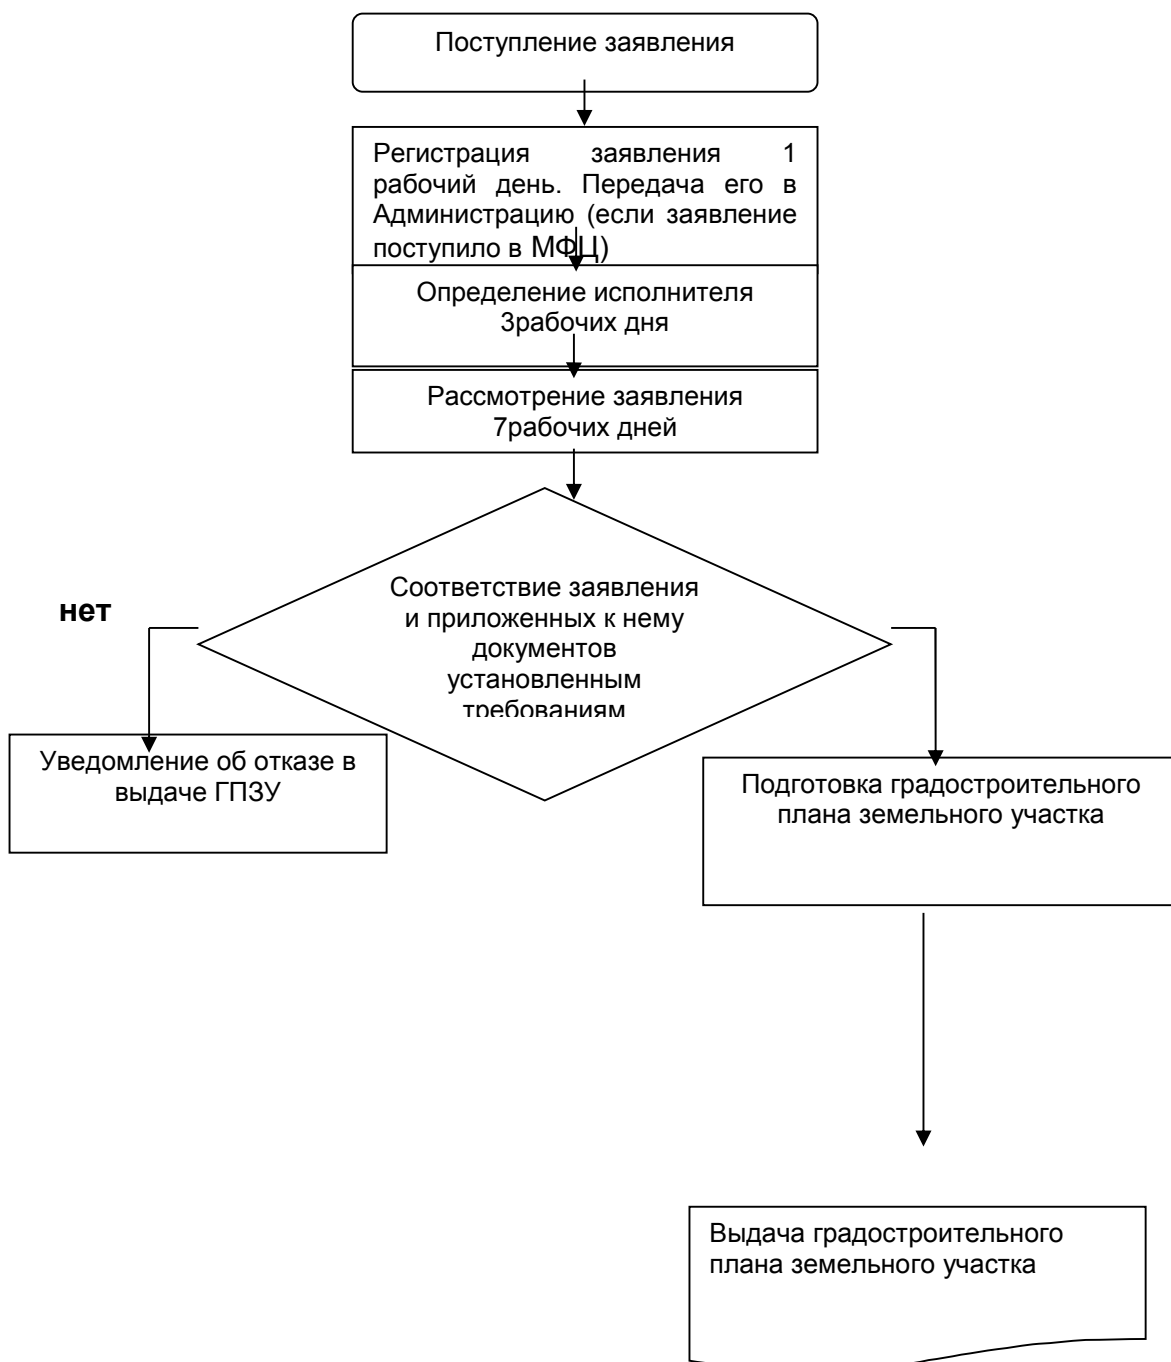 Поступление заявления
Регистрация заявления 1
рабочий день. Передача его в
Администрацию (если заявление
поступило в МФЦ)
Определение исполнителя
3рабочих дня
Рассмотрение заявления
7рабочих дней
Соответствие заявления
и приложенных к нему
документов
установленным
требованиям
нет
Уведомление об отказе в
выдаче ГПЗУ
Подготовка градостроительного
плана земельного участка
Выдача градостроительного
плана земельного участка